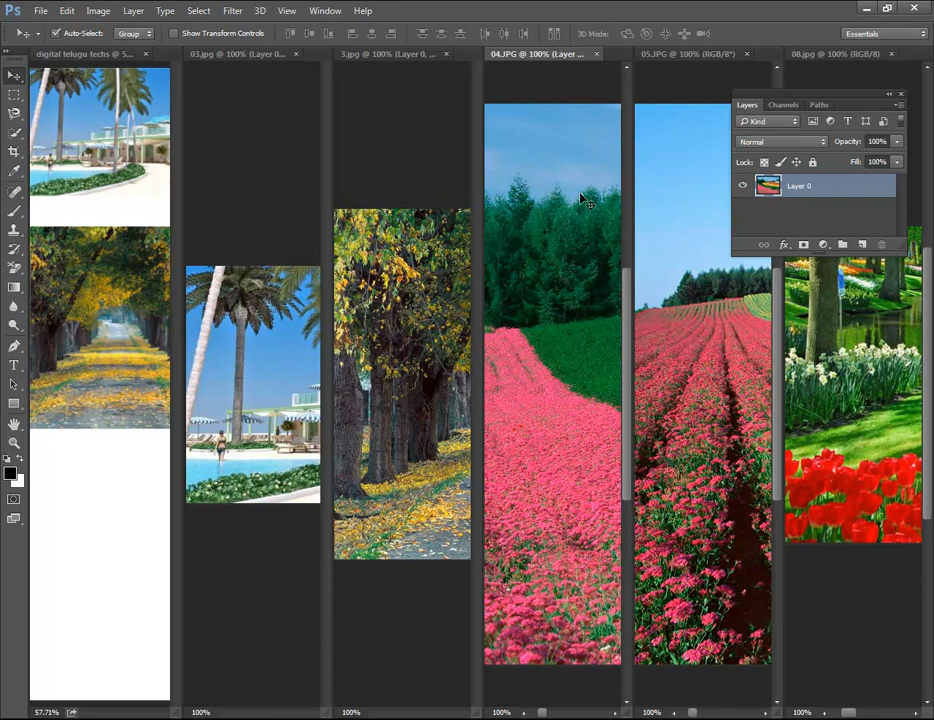 Ps File Edit Image Layer Type Select Filter 3D View Window Help
Auto-Select: Group Show Transform Controls 3D Mode: Essentials
digital telugu techs @ 5... × 03.jpg @ 100% (Layer 0... × 3.jpg @ 100% (Layer 0, ... × 04.JPG @ 100% (Layer ... × 05.JPG @ 100% (RGB/8*) × 08.jpg @ 100% (RGB/8) ×
Layers Channels Paths
Kind
Normal Opacity: 100%
Lock: Fill: 100%
Layer 0
fx
57.71% 100% 100% 100% 100% 100%